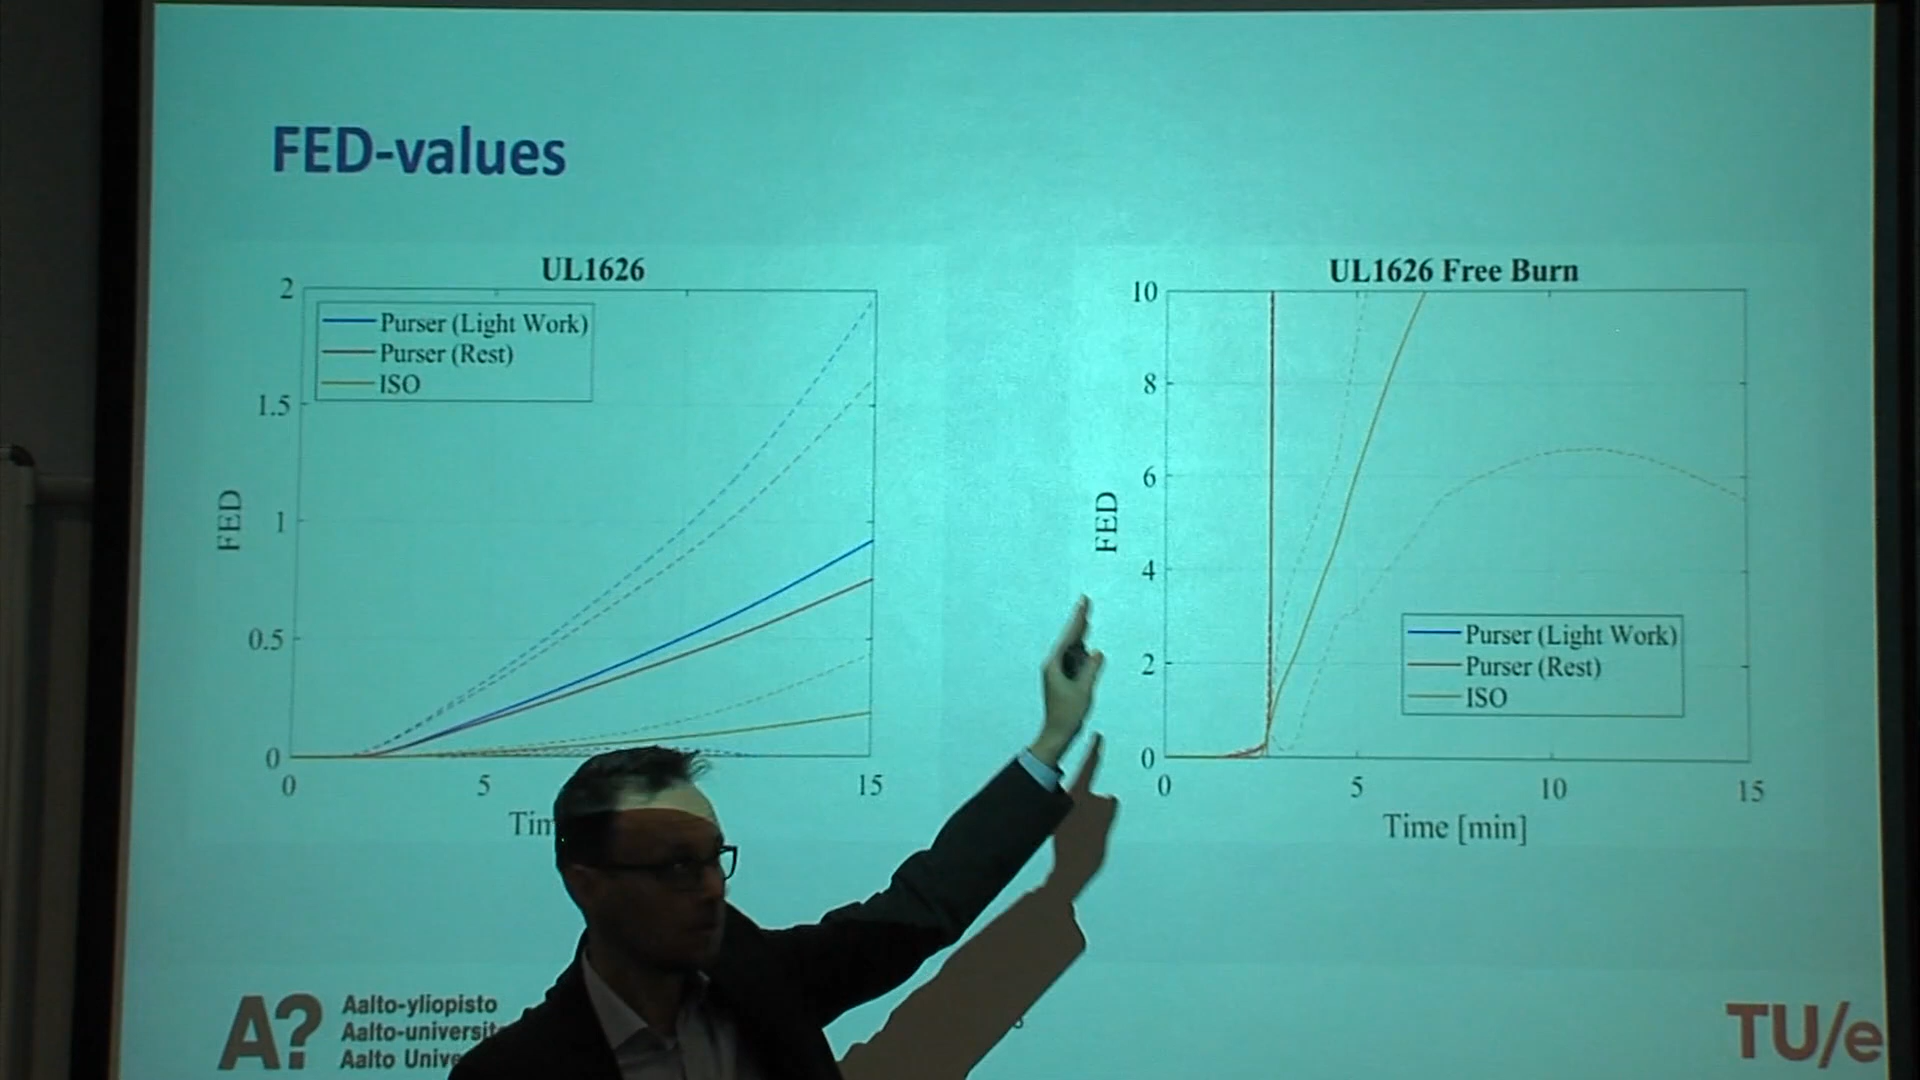 FED-values
UL1626
2
1.5
1
0.5
0
FED
Purser (Light Work)
Purser (Rest)
ISO
0
5
15
Tim
UL1626 Free Burn
10
8
6
4
2
0
FED
Purser (Light Work)
Purser (Rest)
ISO
0
5
10
15
Time [min]
A?
Aalto-yliopisto
Aalto-universit
Aalto Unive
TU/e